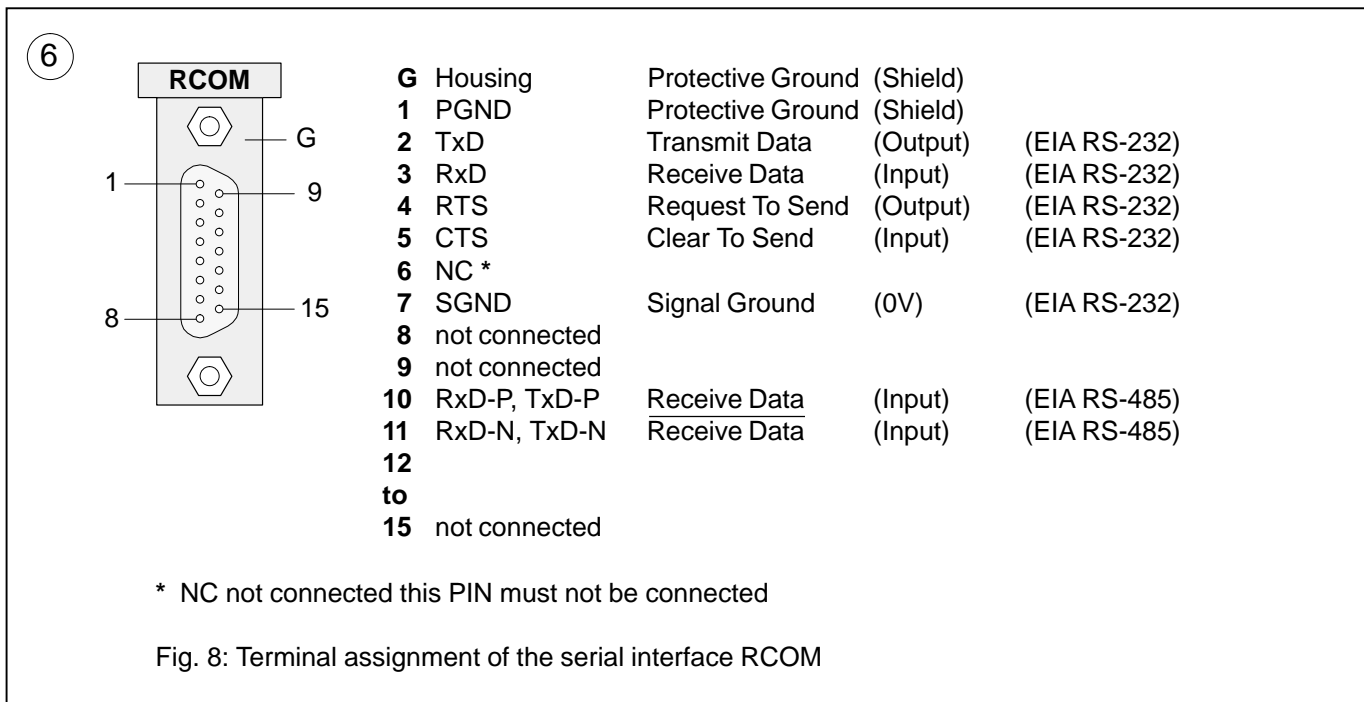 6
RCOM
G
1
9
15
8
G Housing Protective Ground (Shield)
1 PGND Protective Ground (Shield)
2 TxD Transmit Data (Output) (EIA RS-232)
3 RxD Receive Data (Input) (EIA RS-232)
4 RTS Request To Send (Output) (EIA RS-232)
5 CTS Clear To Send (Input) (EIA RS-232)
6 NC *
7 SGND Signal Ground (0V) (EIA RS-232)
8 not connected
9 not connected
10 RxD-P, TxD-P Receive Data (Input) (EIA RS-485)
11 RxD-N, TxD-N Receive Data (Input) (EIA RS-485)
12
to
15 not connected
* NC not connected this PIN must not be connected
Fig. 8: Terminal assignment of the serial interface RCOM